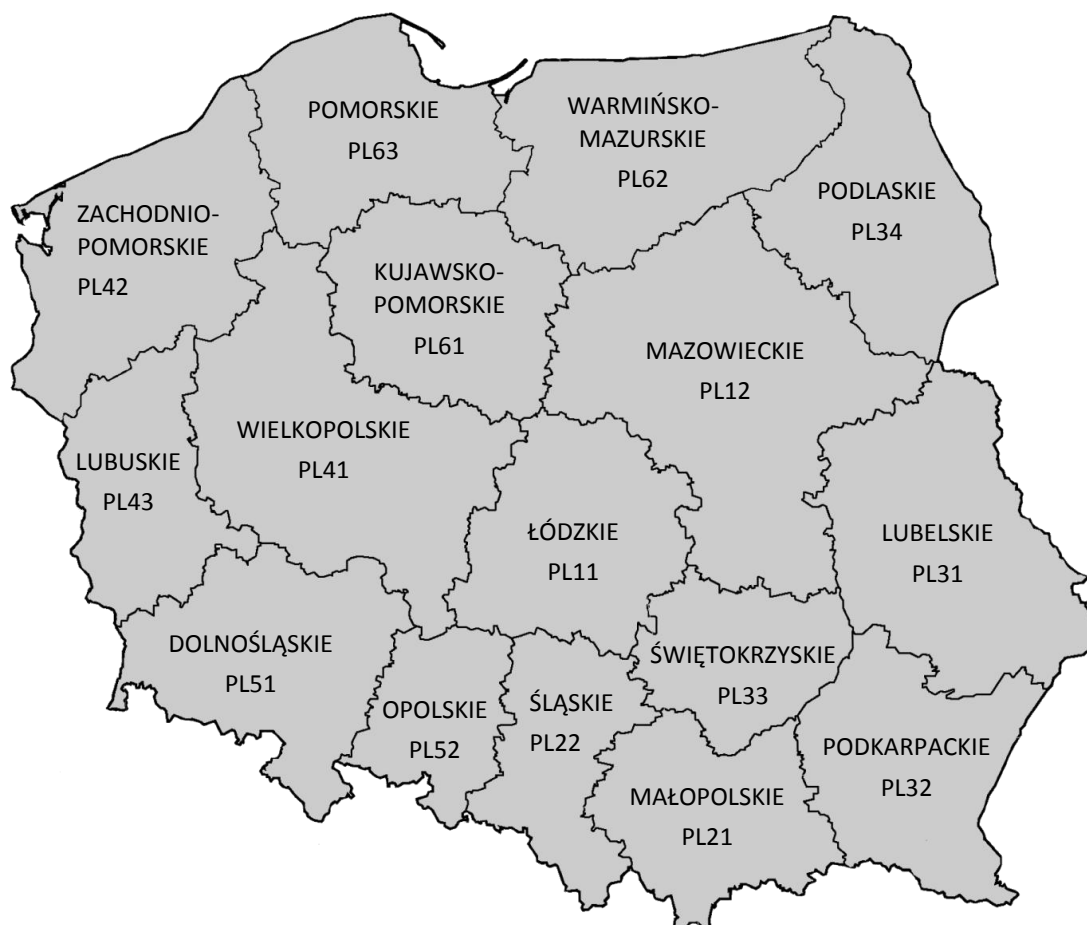 POMORSKIE
PL63
WARMIŃSKO-
MAZURSKIE
PL62
PODLASKIE
PL34
ZACHODNIO-
POMORSKIE
PL42
KUJAWSKO-
POMORSKIE
PL61
MAZOWIECKIE
PL12
WIELKOPOLSKIE
PL41
LUBUSKIE
PL43
ŁÓDZKIE
PL11
LUBELSKIE
PL31
DOLNOŚLĄSKIE
PL51
OPOLSKIE
PL52
ŚLĄSKIE
PL22
ŚWIĘTOKRZYSKIE
PL33
MAŁOPOLSKIE
PL21
PODKARPACKIE
PL32